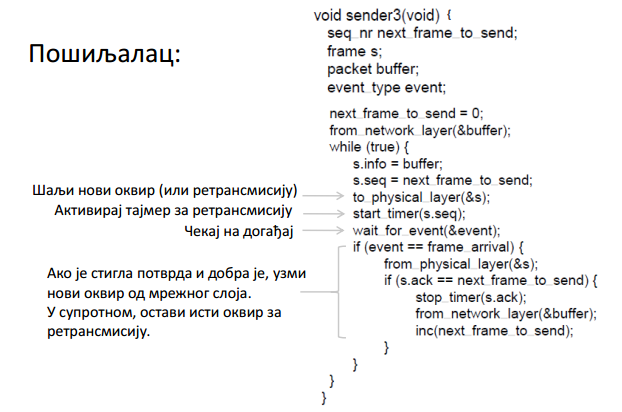 Пошиљалац:
void sender3(void) {
seq_nr next_frame_to_send;
frame s;
packet buffer;
event_type event;
next_frame_to_send = 0;
from_network_layer(&buffer);
while (true) {
s.info = buffer;
s.seq = next_frame_to_send;
Шаљи нови оквир (или ретрансмисију)
to_physical_layer(&s);
Активирај тајмер за ретрансмисију
start_timer(s.seq);
Чекај на догађај
wait_for_event(&event);
if (event == frame_arrival) {
from_physical_layer(&s);
if (s.ack == next_frame_to_send) {
stop_timer(s.ack);
from_network_layer(&buffer);
inc(next_frame_to_send);
}
}
}
}
Ако је стигла потврда и добра је, узми
нови оквир од мрежног слоја.
У супротном, остави исти оквир за
ретрансмисију.